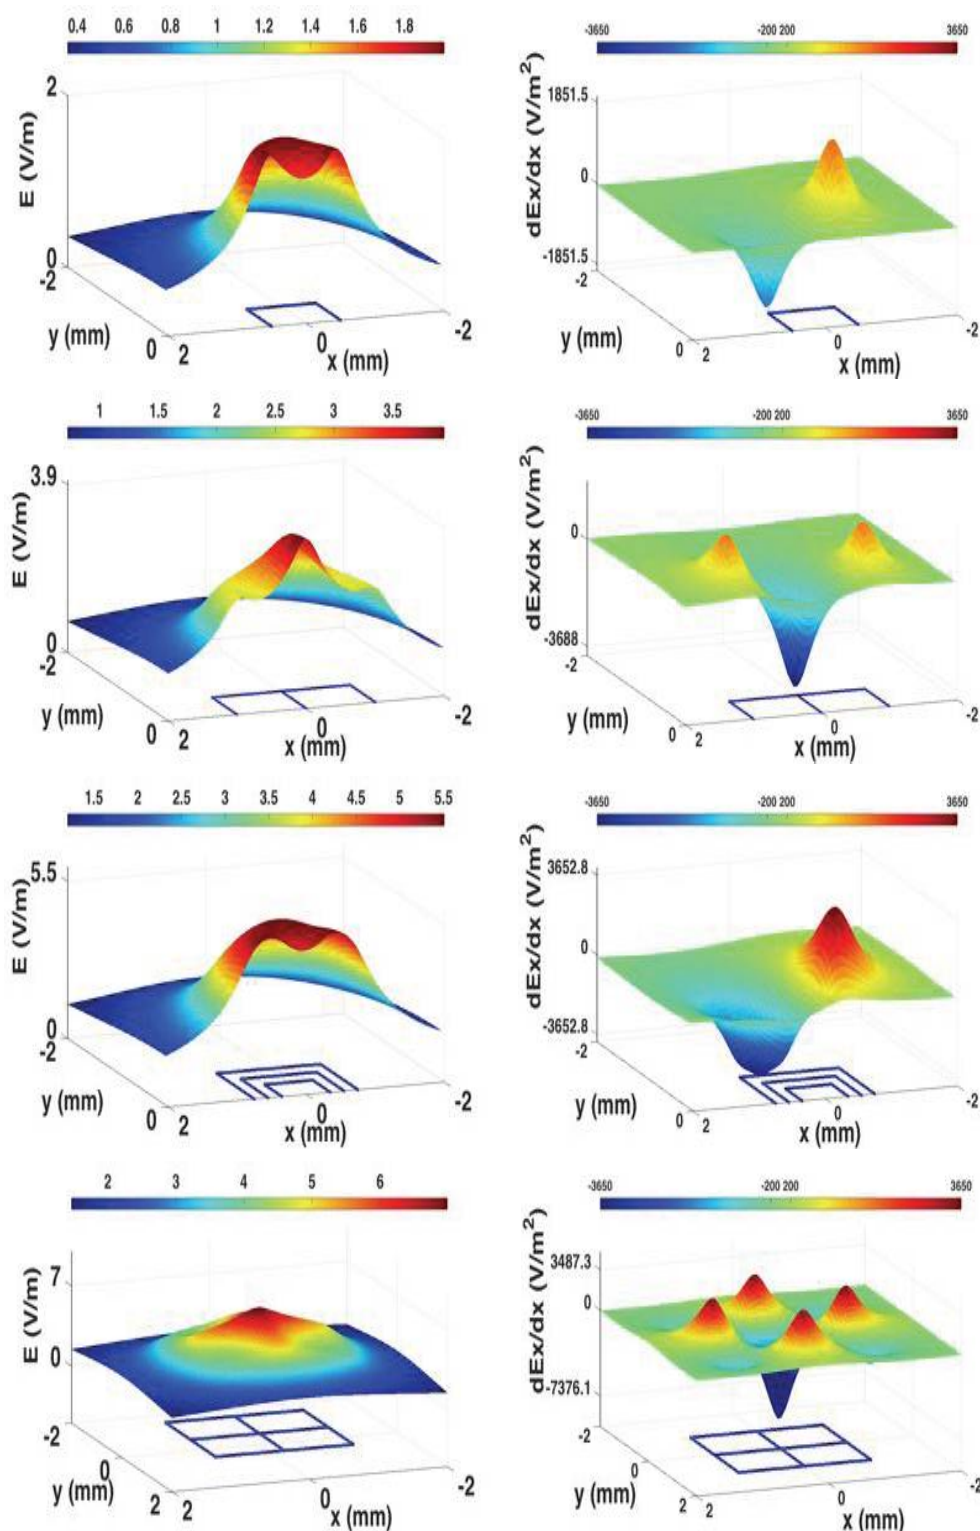 0.4 0.6 0.8 1 1.2 1.4 1.6 1.8
E (V/m)
2
0
-2
y (mm)
0 2
0
x (mm)
-2
-3650 -200 200 3650
dEx/dx (V/m²)
1851.5
0
-1851.5
-2
y (mm)
0 2
0
x (mm)
-2
1 1.5 2 2.5 3 3.5
E (V/m)
3.9
0
-2
y (mm)
0 2
0
x (mm)
-2
-3650 -200 200 3650
dEx/dx (V/m²)
0
-3688
-2
y (mm)
0 2
0
x (mm)
-2
1.5 2 2.5 3 3.5 4 4.5 5 5.5
E (V/m)
5.5
0
-2
y (mm)
0 2
0
x (mm)
-2
-3650 -200 200 3650
dEx/dx (V/m²)
3652.8
0
-3652.8
-2
y (mm)
0 2
0
x (mm)
-2
2 3 4 5 6
E (V/m)
7
0
-2
y (mm)
0
2 2
0
x (mm)
-2
-3650 -200 200 3650
dEx/dx (V/m²)
3487.3
0
-7376.1
-2
y (mm)
0
2 2
0
x (mm)
-2